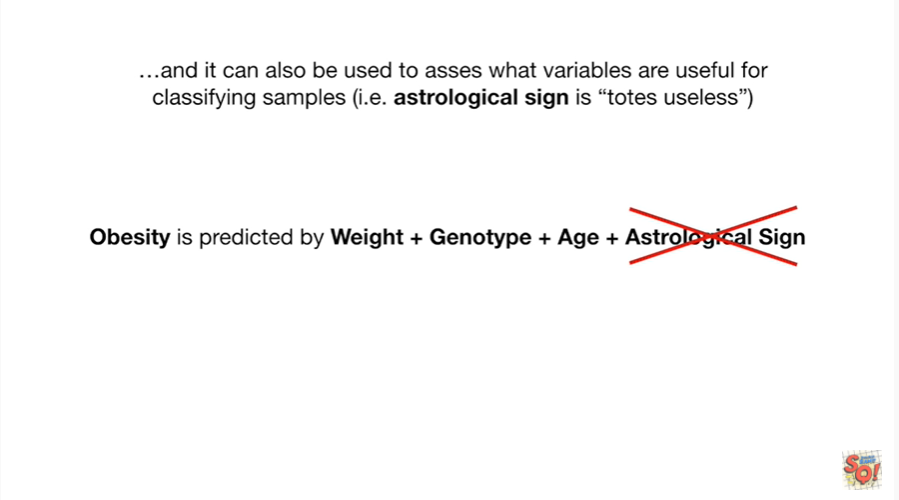 …and it can also be used to asses what variables are useful for
classifying samples (i.e. astrological sign is “totes useless”)
Obesity is predicted by Weight + Genotype + Age + Astrological Sign
SO!